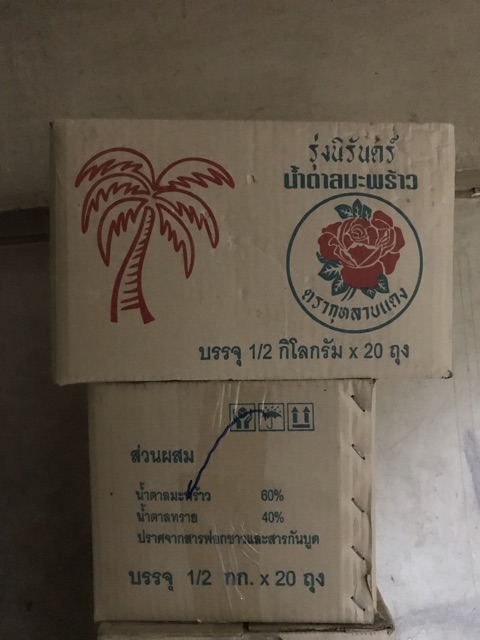 รุ่งนิรันดร์
น้ำตาลมะพร้าว
ตรากุหลาบแดง
บรรจุ 1/2 กิโลกรัม x 20 ถุง
ส่วนผสม
น้ำตาลมะพร้าว 60%
น้ำตาลทราย 40%
ปราศจากสารฟอกขาวและสารกันบูด
บรรจุ 1/2 กก. x 20 ถุง